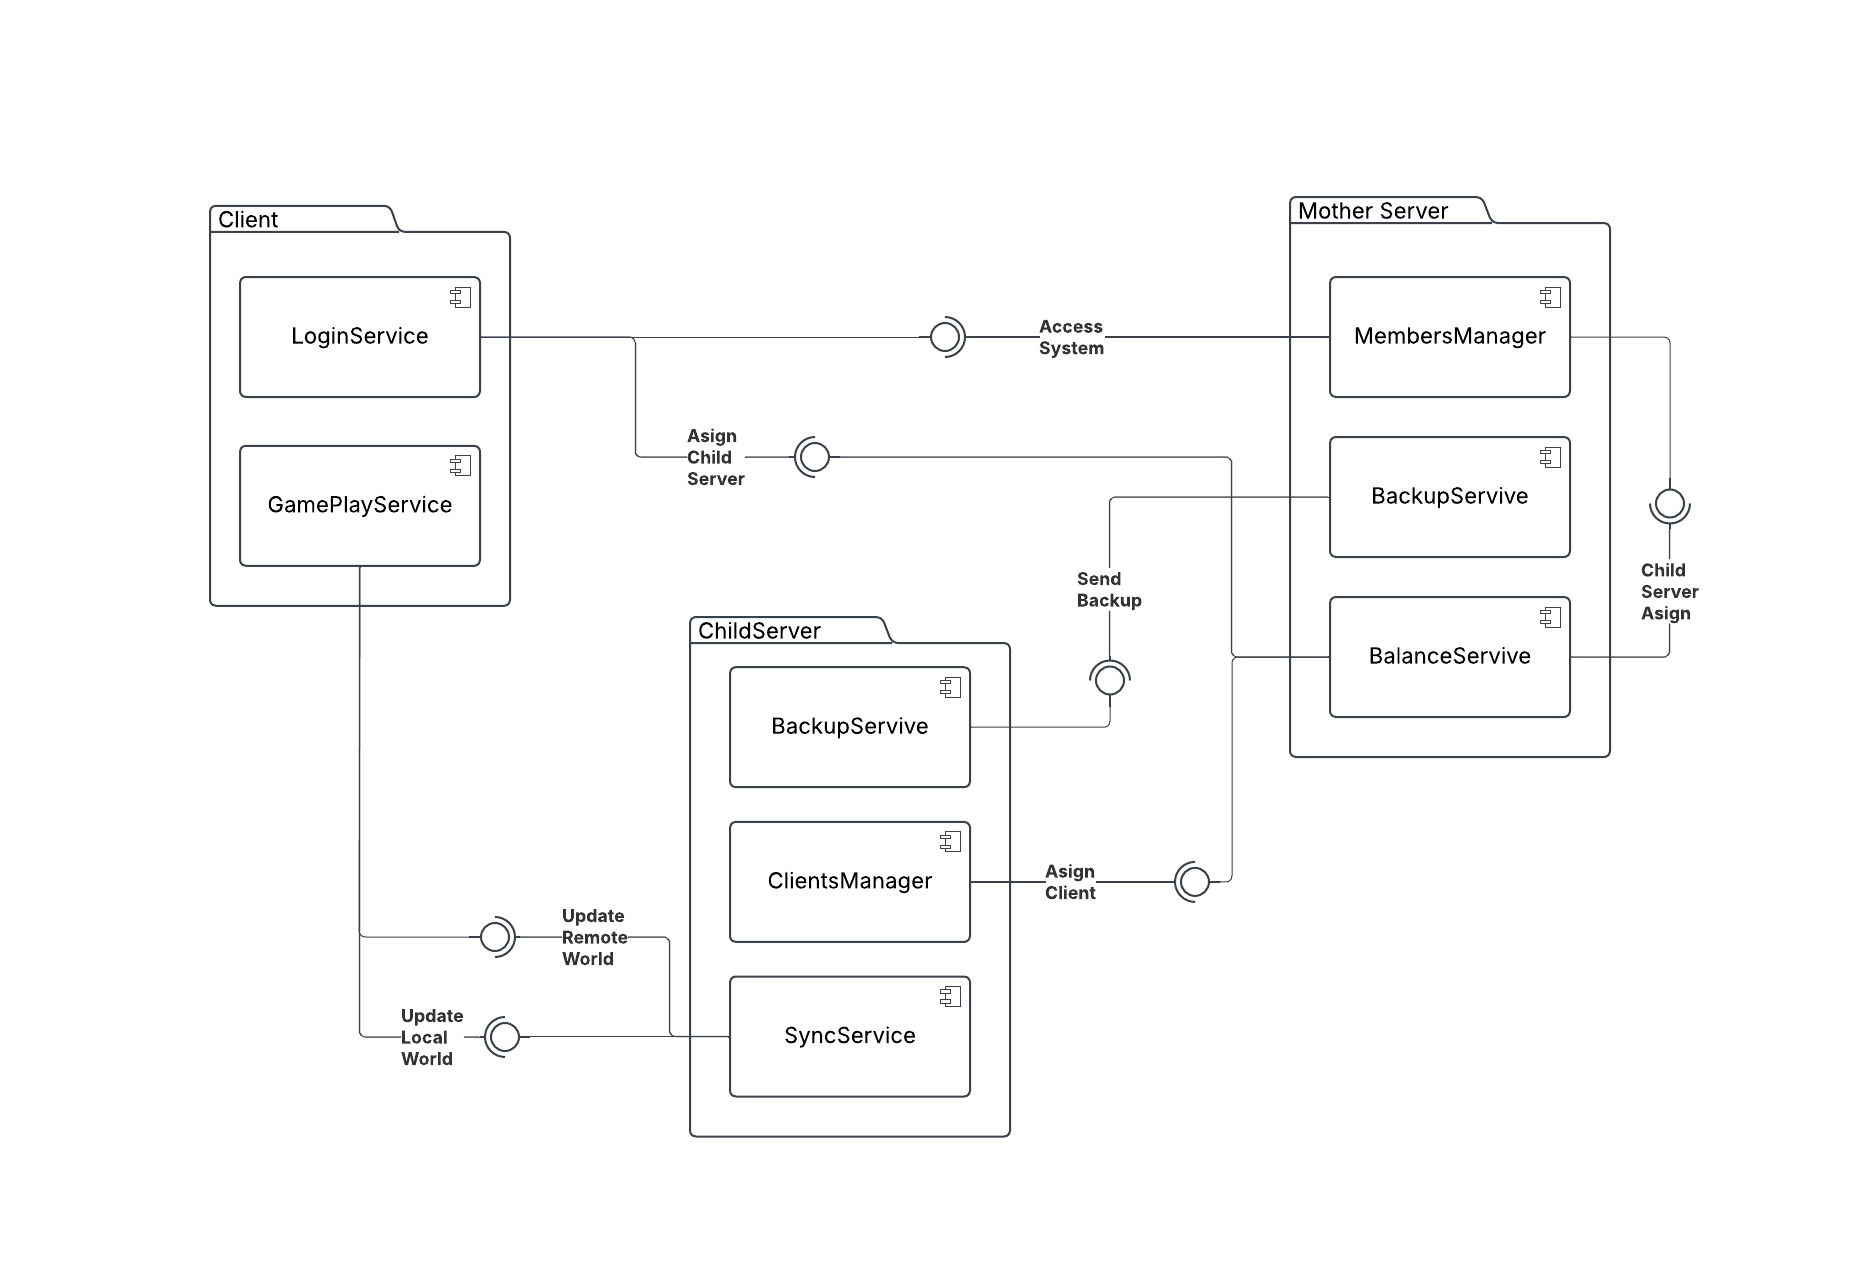 Client
LoginService
GamePlayService
Mother Server
MembersManager
BackupServive
BalanceServive
ChildServer
BackupServive
ClientsManager
SyncService
Access
System
Asign
Child
Server
Send
Backup
Child
Server
Asign
Asign
Client
Update
Remote
World
Update
Local
World